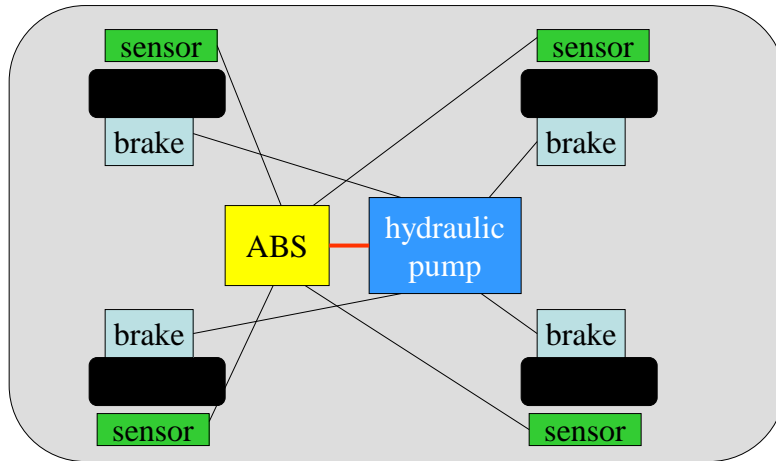 sensor
sensor
brake
brake
ABS
hydraulic
pump
brake
brake
sensor
sensor